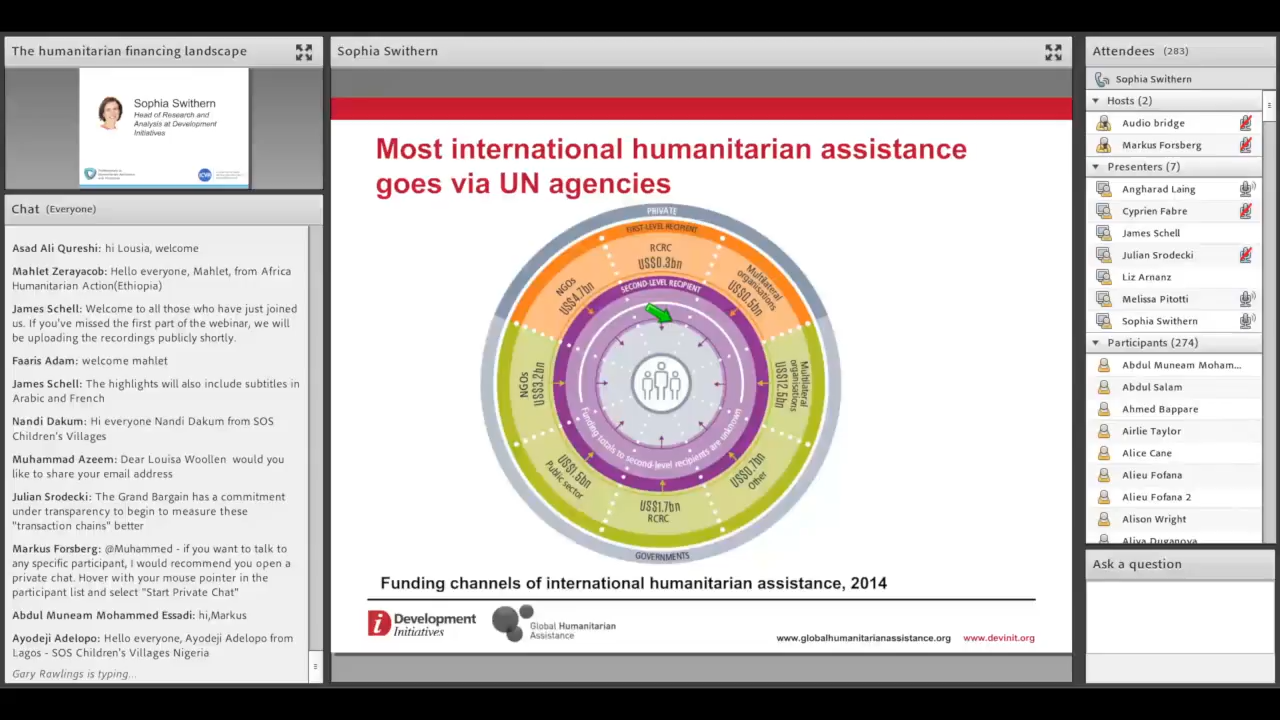 The humanitarian financing landscape
Sophia Swithern
Head of Research and
Analysis at Development
Initiatives
Chat (Everyone)
Asad Ali Qureshi: hi Lousia, welcome
Mahlet Zerayacob: Hello everyone, Mahlet, from Africa
Humanitarian Action(Ethiopia)
James Schell: Welcome to all those who have just joined
us. If you've missed the first part of the webinar, we will
be uploading the recordings publicly shortly.
Faaris Adam: welcome mahlet
James Schell: The highlights will also include subtitles in
Arabic and French
Nandi Dakum: Hi everyone Nandi Dakum from SOS
Children's Villages
Muhammad Azeem: Dear Louisa Woollen would you
like to share your email address
Julian Srodecki: The Grand Bargain has a commitment
under transparency to begin to measure these
"transaction chains" better
Markus Forsberg: @Muhammed - if you want to talk to
any specific participant, I would recommend you open a
private chat. Hover with your mouse pointer in the
participant list and select "Start Private Chat"
Abdul Muneam Mohammed Essadi: hi,Markus
Ayodeji Adelopo: Hello everyone, Ayodeji Adelopo from
Lagos - SOS Children's Villages Nigeria
Gary Rawlings is typing...
Sophia Swithern
Most international humanitarian assistance
goes via UN agencies
PRIVATE
FIRST-LEVEL RECIPIENT
RCRC
US$0.3bn
NGOs
US$4.7bn
Multilateral
organisations
US$0.5bn
SECOND-LEVEL RECIPIENT
NGOs
US$3.2bn
Multilateral
organisations
US$12.5bn
Funding totals to second-level recipients are unknown
US$1.5bn
Public sector
US$0.7bn
Other
US$1.7bn
RCRC
GOVERNMENTS
Funding channels of international humanitarian assistance, 2014
Development
Initiatives
Global Humanitarian
Assistance
www.globalhumanitarianassistance.org www.devinit.org
Attendees (283)
Sophia Swithern
Hosts (2)
Audio bridge
Markus Forsberg
Presenters (7)
Angharad Laing
Cyprien Fabre
James Schell
Julian Srodecki
Liz Arnanz
Melissa Pitotti
Sophia Swithern
Participants (274)
Abdul Muneam Moham...
Abdul Salam
Ahmed Bappare
Airlie Taylor
Alice Cane
Alieu Fofana
Alieu Fofana 2
Alison Wright
Aliya Duganova
Ask a question